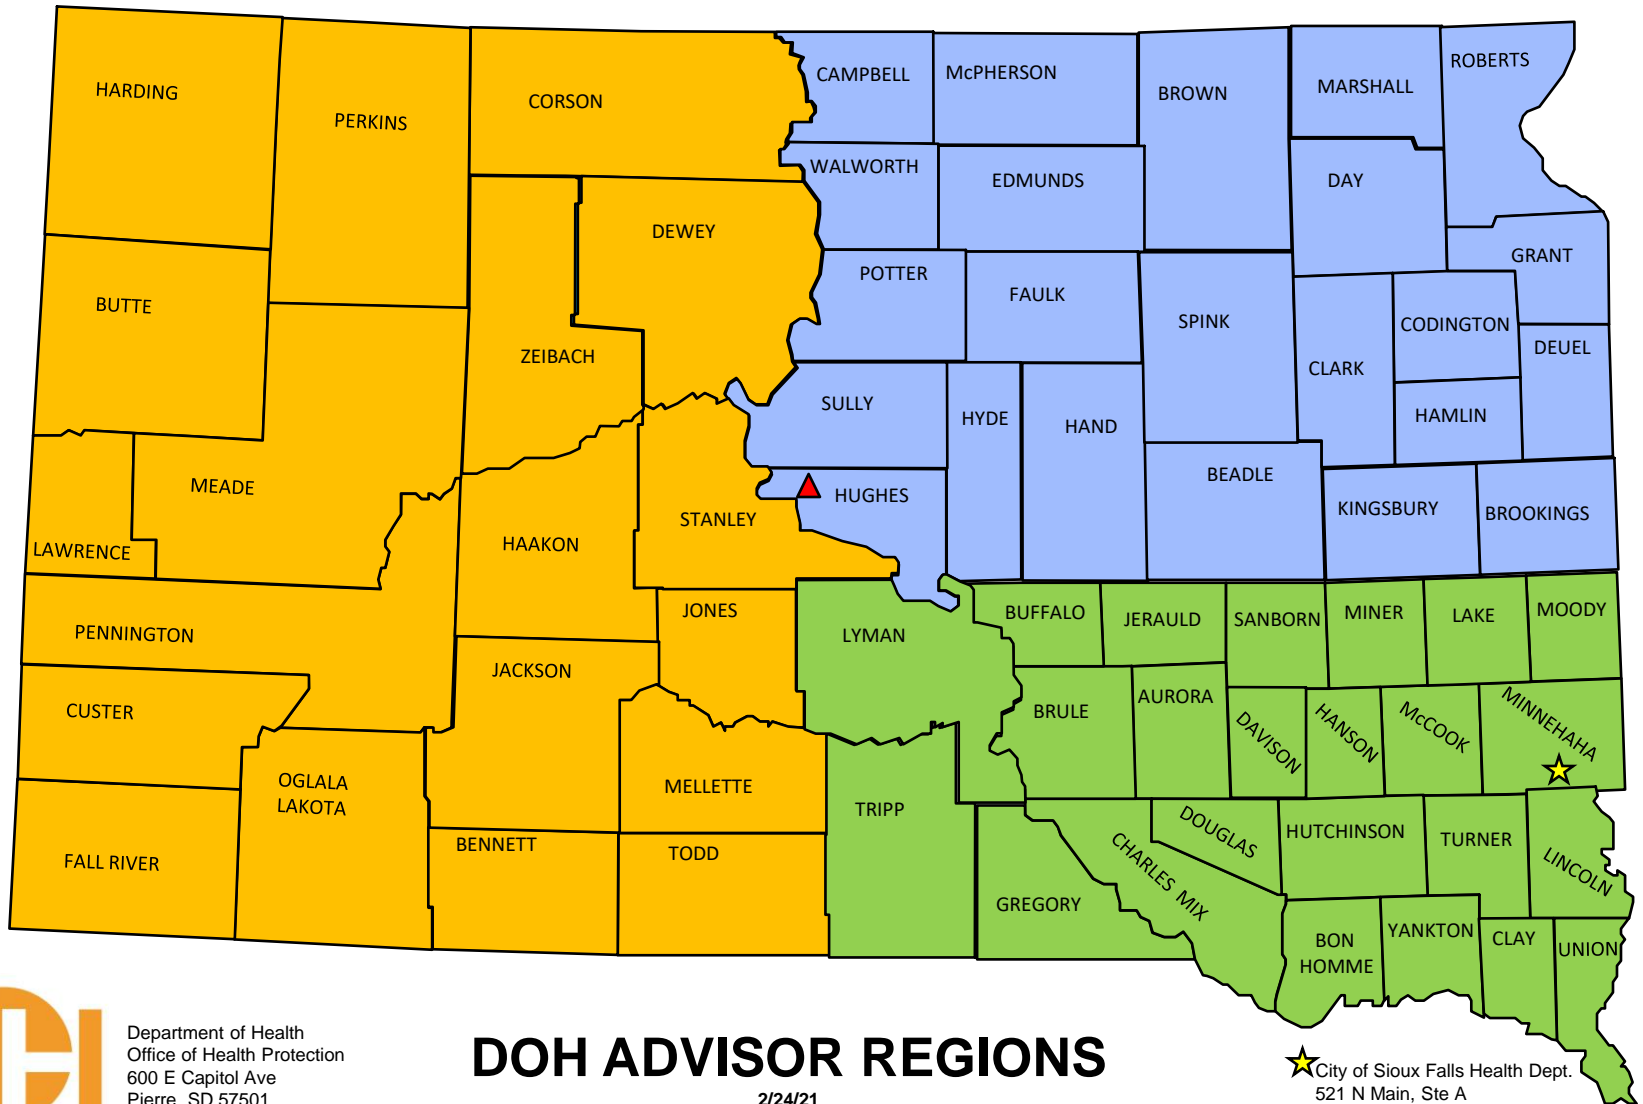 HARDING
PERKINS
CORSON
CAMPBELL
McPHERSON
BROWN
MARSHALL
ROBERTS
WALWORTH
EDMUNDS
DAY
DEWEY
GRANT
BUTTE
POTTER
FAULK
SPINK
CODINGTON
ZEIBACH
DEUEL
CLARK
SULLY
HYDE
HAND
HAMLIN
MEADE
STANLEY
HUGHES
BEADLE
KINGSBURY
BROOKINGS
LAWRENCE
HAAKON
PENNINGTON
JONES
LYMAN
BUFFALO
JERAULD
SANBORN
MINER
LAKE
MOODY
JACKSON
CUSTER
BRULE
AURORA
DAVISON
HANSON
McCOOK
MINNEHAHA
OGLALA
LAKOTA
MELLETTE
TRIPP
DOUGLAS
HUTCHINSON
TURNER
LINCOLN
FALL RIVER
BENNETT
TODD
GREGORY
CHARLES MIX
BON
HOMME
YANKTON
CLAY
UNION
Department of Health
Office of Health Protection
600 E Capitol Ave
Pierre, SD 57501
DOH ADVISOR REGIONS
2/24/21
City of Sioux Falls Health Dept.
521 N Main, Ste A